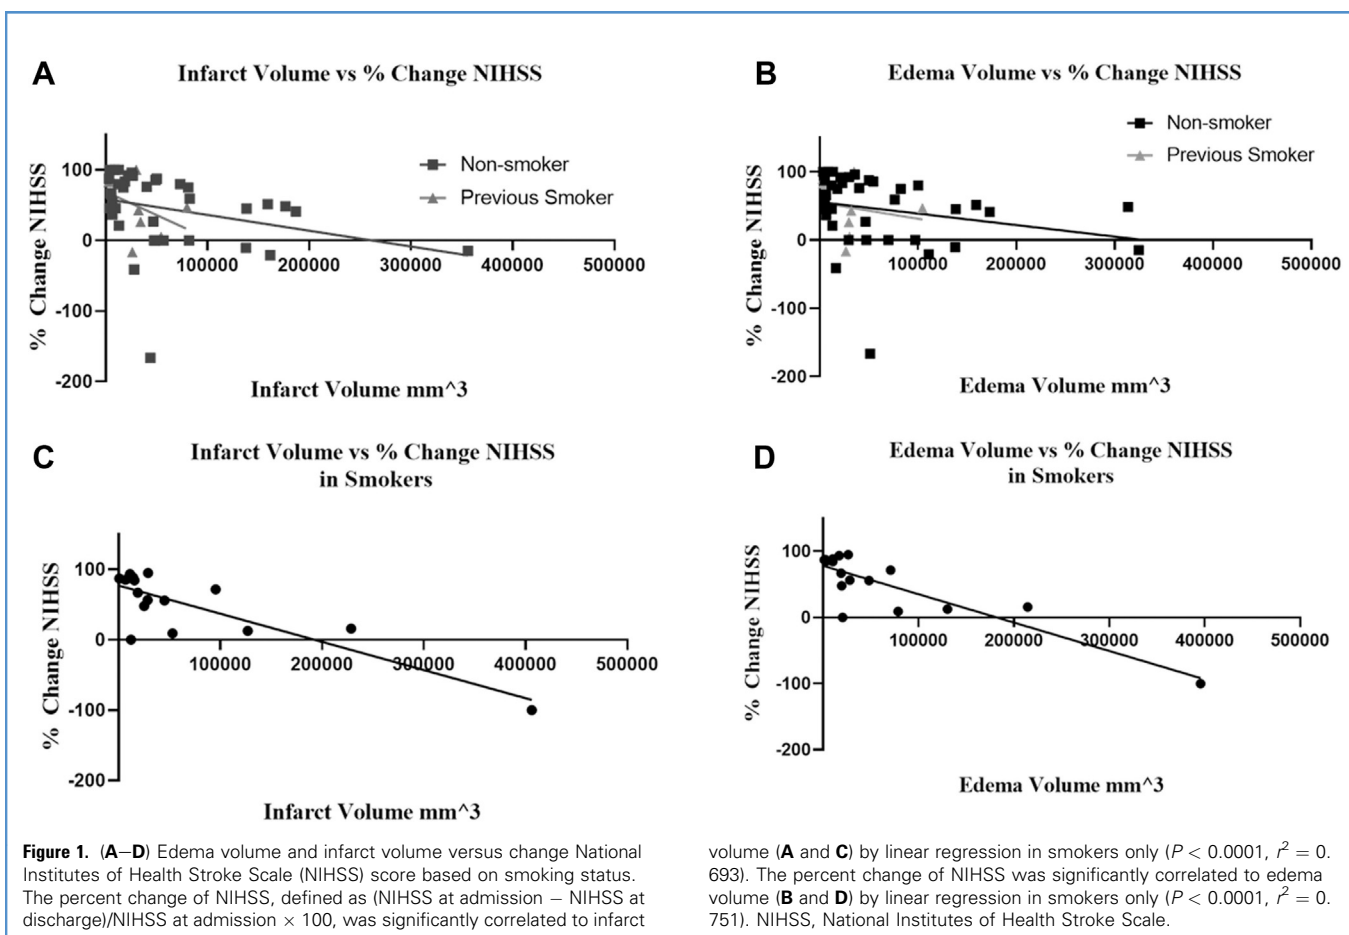 A
Infarct Volume vs % Change NIHSS
% Change NIHSS
100
0
-100
-200
100000
200000
300000
400000
500000
Non-smoker
Previous Smoker
Infarct Volume mm^3
B
Edema Volume vs % Change NIHSS
% Change NIHSS
100
0
-100
-200
100000
200000
300000
400000
500000
Non-smoker
Previous Smoker
Edema Volume mm^3
C
Infarct Volume vs % Change NIHSS
in Smokers
% Change NIHSS
100
0
-100
-200
100000
200000
300000
400000
500000
Infarct Volume mm^3
D
Edema Volume vs % Change NIHSS
in Smokers
% Change NIHSS
100
0
-100
-200
100000
200000
300000
400000
500000
Edema Volume mm^3
Figure 1. (A–D) Edema volume and infarct volume versus change National
Institutes of Health Stroke Scale (NIHSS) score based on smoking status.
The percent change of NIHSS, defined as (NIHSS at admission − NIHSS at
discharge)/NIHSS at admission × 100, was significantly correlated to infarct
volume (A and C) by linear regression in smokers only (P < 0.0001, r² = 0.
693). The percent change of NIHSS was significantly correlated to edema
volume (B and D) by linear regression in smokers only (P < 0.0001, r² = 0.
751). NIHSS, National Institutes of Health Stroke Scale.